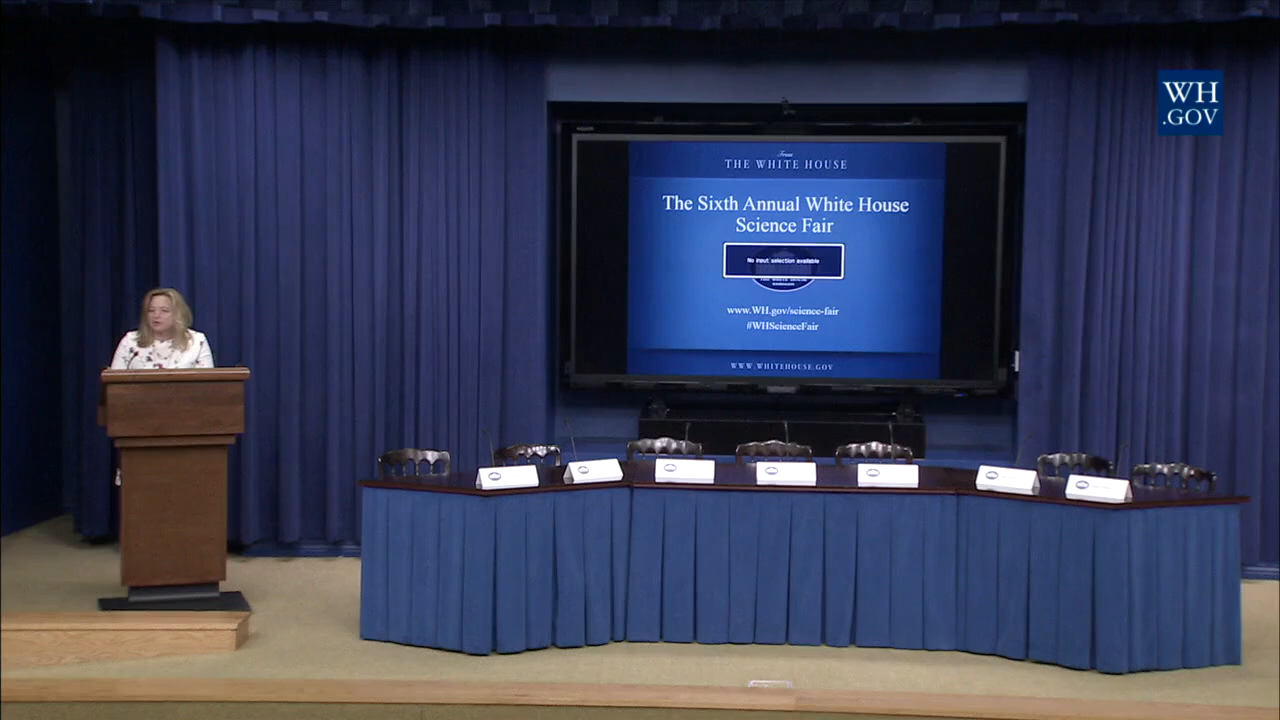 WH
.GOV
From
THE WHITE HOUSE
The Sixth Annual White House
Science Fair
No input selection available
www.WH.gov/science-fair
#WHScienceFair
WWW.WHITEHOUSE.GOV